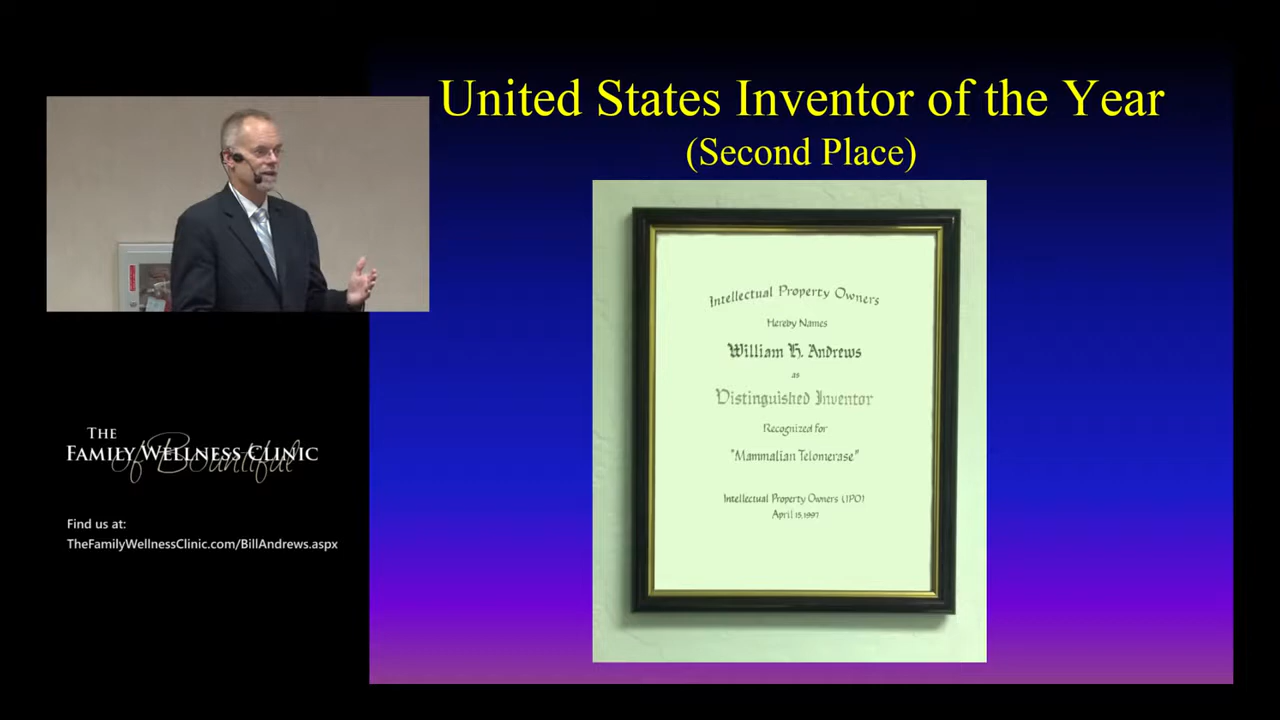 United States Inventor of the Year
(Second Place)
Intellectual Property Owners
Hereby Names
William H. Andrews
as
Distinguished Inventor
Recognized for
"Mammalian Telomerase"
Intellectual Property Owners (IPO)
April 15, 1997
THE
FAMILY WELLNESS CLINIC
of Bountiful
Find us at:
TheFamilyWellnessClinic.com/BillAndrews.aspx